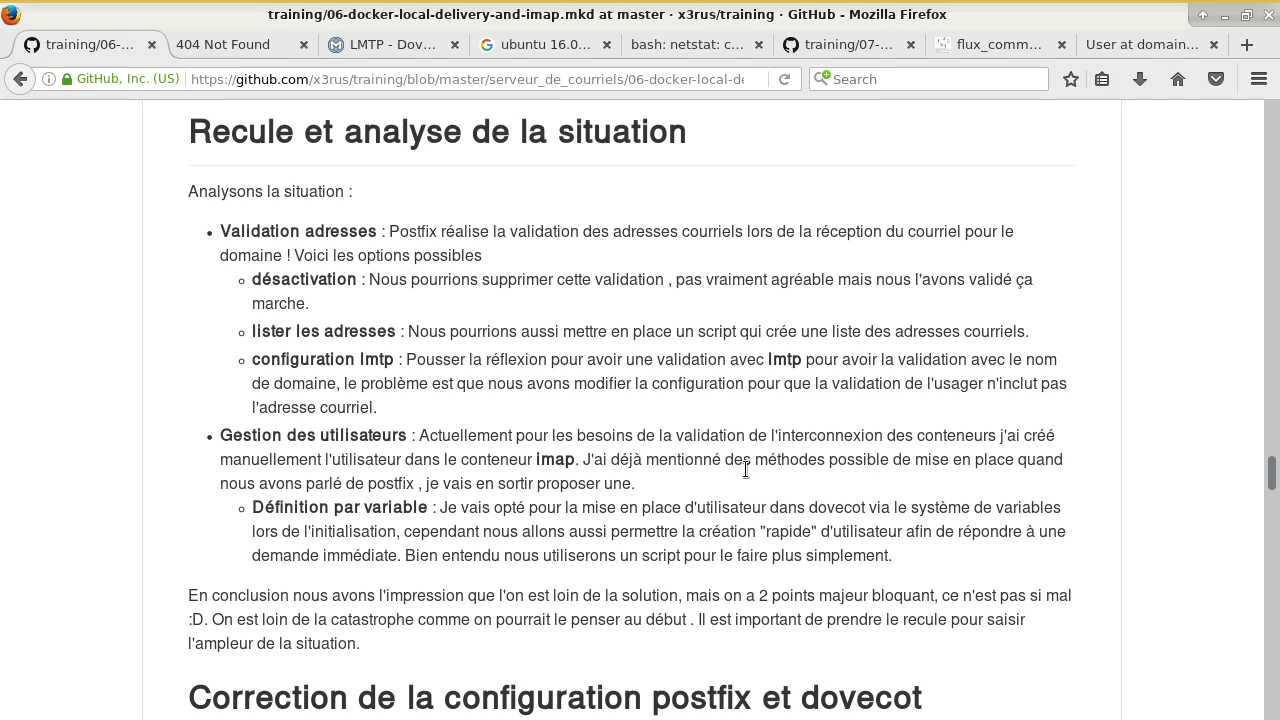 training/06-docker-local-delivery-and-imap.mkd at master · x3rus/training · GitHub - Mozilla Firefox
training/06-... × 404 Not Found × LMTP - Dov... × ubuntu 16.0... × bash: netstat: c... × training/07-... × flux_comm... × User at domain... × +
GitHub, Inc. (US) https://github.com/x3rus/training/blob/master/serveur_de_courriels/06-docker-local-de Search
Recule et analyse de la situation
Analysons la situation :
• Validation adresses : Postfix réalise la validation des adresses courriels lors de la réception du courriel pour le
domaine ! Voici les options possibles
◦ désactivation : Nous pourrions supprimer cette validation , pas vraiment agréable mais nous l'avons validé ça
marche.
◦ lister les adresses : Nous pourrions aussi mettre en place un script qui crée une liste des adresses courriels.
◦ configuration lmtp : Pousser la réflexion pour avoir une validation avec lmtp pour avoir la validation avec le nom
de domaine, le problème est que nous avons modifier la configuration pour que la validation de l'usager n'inclut pas
l'adresse courriel.
• Gestion des utilisateurs : Actuellement pour les besoins de la validation de l'interconnexion des conteneurs j'ai créé
manuellement l'utilisateur dans le conteneur imap. J'ai déjà mentionné des méthodes possible de mise en place quand
nous avons parlé de postfix , je vais en sortir proposer une.
◦ Définition par variable : Je vais opté pour la mise en place d'utilisateur dans dovecot via le système de variables
lors de l'initialisation, cependant nous allons aussi permettre la création "rapide" d'utilisateur afin de répondre à une
demande immédiate. Bien entendu nous utiliserons un script pour le faire plus simplement.
En conclusion nous avons l'impression que l'on est loin de la solution, mais on a 2 points majeur bloquant, ce n'est pas si mal
:D. On est loin de la catastrophe comme on pourrait le penser au début . Il est important de prendre le recule pour saisir
l'ampleur de la situation.
Correction de la configuration postfix et dovecot